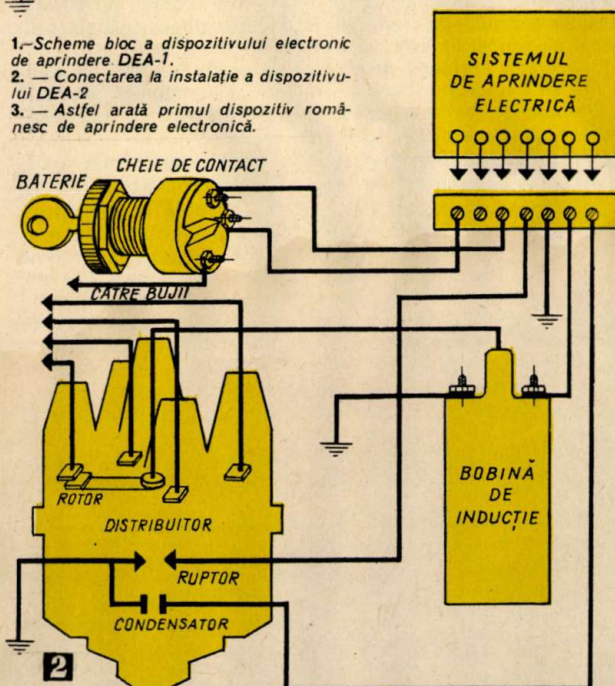 1.—Scheme bloc a dispozitivului electronic
de aprindere DEA-1.
2. — Conectarea la instalație a dispozitivu-
lui DEA-2
3. — Astfel arată primul dispozitiv româ-
nesc de aprindere electronică.
SISTEMUL
DE APRINDERE
ELECTRICĂ
CHEIE DE CONTACT
BATERIE
CĂTRE BUJII
ROTOR
DISTRIBUITOR
BOBINĂ
DE
INDUCȚIE
RUPTOR
CONDENSATOR
2